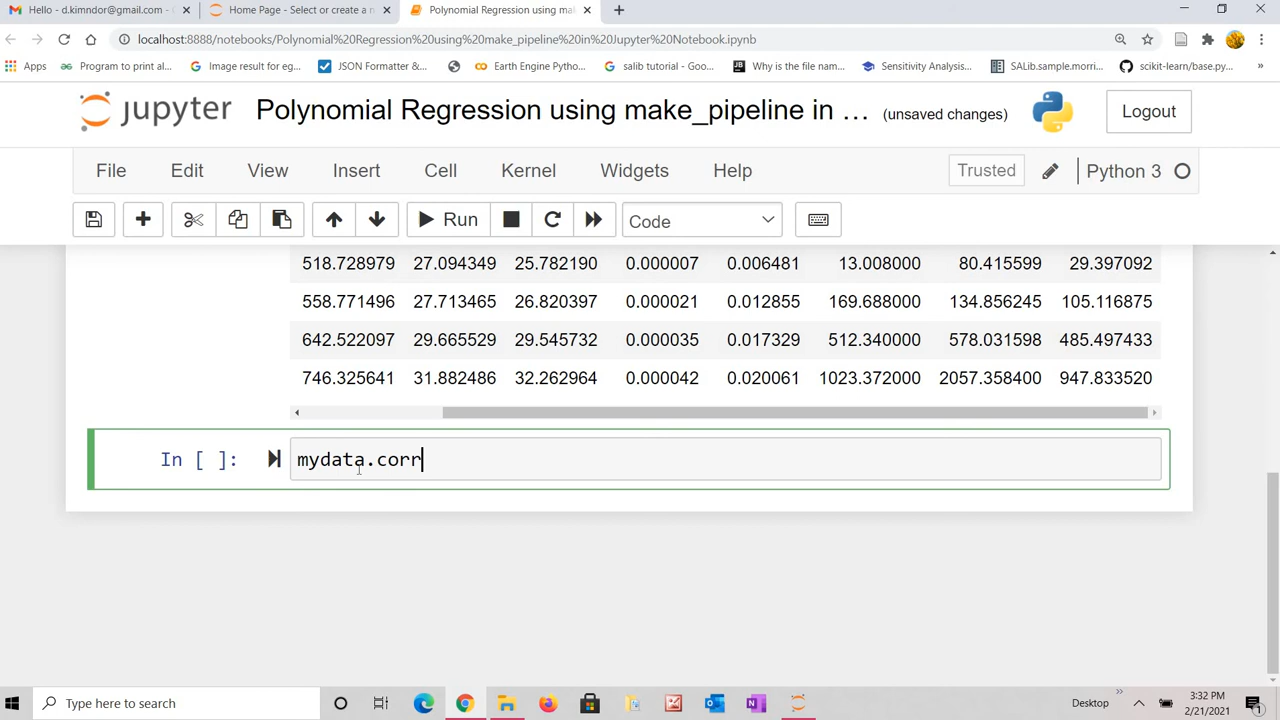 Hello - d.kimndor@gmail.com -
Home Page - Select or create a n
Polynomial Regression using ma
localhost:8888/notebooks/Polynomial%20Regression%20using%20make_pipeline%20in%20Jupyter%20Notebook.ipynb
Apps
Program to print al...
Image result for eg...
JSON Formatter &...
Earth Engine Pytho...
salib tutorial - Goo...
Why is the file nam...
Sensitivity Analysis...
SALib.sample.morri...
scikit-learn/base.py...
»
jupyter
Polynomial Regression using make_pipeline in ... (unsaved changes)
Logout
File Edit View Insert Cell Kernel Widgets Help
Trusted
Python 3
Run
Code
518.728979 27.094349 25.782190 0.000007 0.006481 13.008000 80.415599 29.397092
558.771496 27.713465 26.820397 0.000021 0.012855 169.688000 134.856245 105.116875
642.522097 29.665529 29.545732 0.000035 0.017329 512.340000 578.031598 485.497433
746.325641 31.882486 32.262964 0.000042 0.020061 1023.372000 2057.358400 947.833520
In [ ]: mydata.corr
Type here to search
Desktop
3:32 PM
2/21/2021